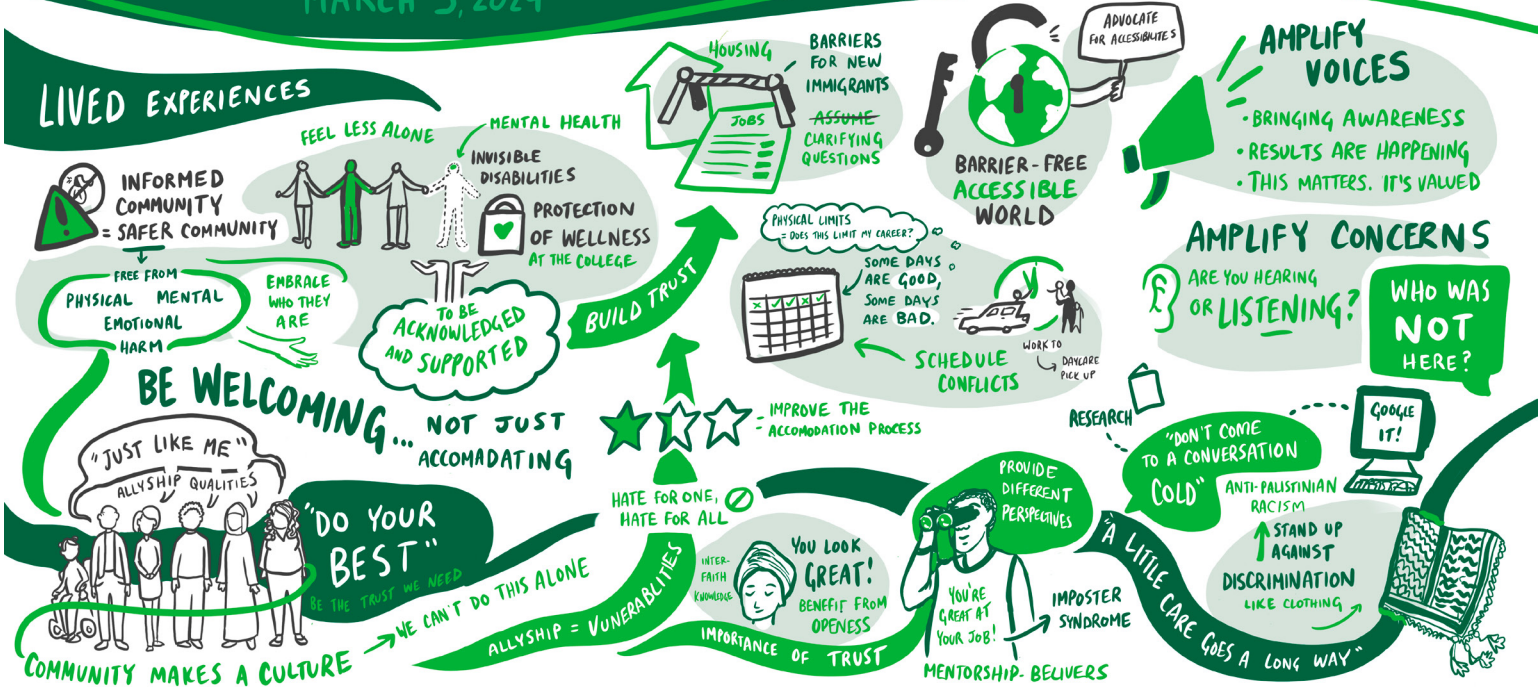 MARCH 5, 2024
LIVED EXPERIENCES
FEEL LESS ALONE
MENTAL HEALTH
INVISIBLE
DISABILITIES
INFORMED
COMMUNITY
= SAFER COMMUNITY
PROTECTION
OF WELLNESS
AT THE COLLEGE
FREE FROM
PHYSICAL MENTAL
EMOTIONAL
HARM
EMBRACE
WHO THEY
ARE
TO BE
ACKNOWLEDGED
AND SUPPORTED
BUILD TRUST
HOUSING
JOBS
BARRIERS
FOR NEW
IMMIGRANTS
ASSUME
CLARIFYING
QUESTIONS
ADVOCATE
FOR ACCESSIBILITES
BARRIER-FREE
ACCESSIBLE
WORLD
AMPLIFY
VOICES
• BRINGING AWARENESS
• RESULTS ARE HAPPENING
• THIS MATTERS. IT'S VALUED
PHYSICAL LIMITS
= DOES THIS LIMIT MY CAREER?
SOME DAYS
ARE GOOD,
SOME DAYS
ARE BAD.
SCHEDULE
CONFLICTS
WORK TO
DAYCARE
PICK UP
AMPLIFY CONCERNS
ARE YOU HEARING
OR LISTENING?
WHO WAS
NOT
HERE?
BE WELCOMING...
NOT JUST
ACCOMADATING
= IMPROVE THE
ACCOMODATION PROCESS
"JUST LIKE ME"
ALLYSHIP QUALITIES
"DO YOUR
BEST"
BE THE TRUST WE NEED
COMMUNITY MAKES A CULTURE
WE CAN'T DO THIS ALONE
HATE FOR ONE,
HATE FOR ALL
ALLYSHIP = VUNERABLITIES
INTER-
FAITH
KNOWLEDGE
YOU LOOK
GREAT!
BENEFIT FROM
OPENESS
IMPORTANCE OF TRUST
PROVIDE
DIFFERENT
PERSPECTIVES
YOU'RE
GREAT AT
YOUR JOB!
IMPOSTER
SYNDROME
MENTORSHIP- BELIVERS
RESEARCH
"DON'T COME
TO A CONVERSATION
COLD"
GOOGLE
IT!
ANTI-PALISTINIAN
RACISM
STAND UP
AGAINST
DISCRIMINATION
LIKE CLOTHING
"A LITTLE CARE GOES A LONG WAY"